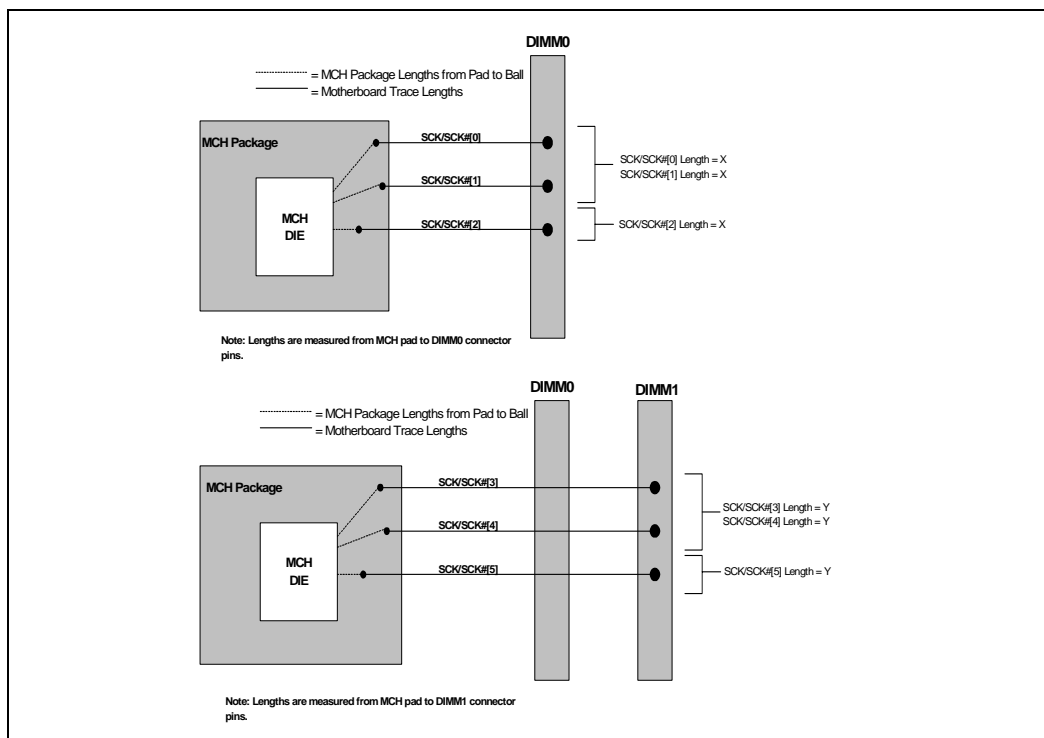 DIMM0
= MCH Package Lengths from Pad to Ball
= Motherboard Trace Lengths
MCH Package
SCK/SCK#[0]
SCK/SCK#[1]
MCH
DIE
SCK/SCK#[2]
SCK/SCK#[0] Length = X
SCK/SCK#[1] Length = X
SCK/SCK#[2] Length = X
Note: Lengths are measured from MCH pad to DIMM0 connector
pins.
DIMM0
DIMM1
= MCH Package Lengths from Pad to Ball
= Motherboard Trace Lengths
MCH Package
SCK/SCK#[3]
SCK/SCK#[4]
MCH
DIE
SCK/SCK#[5]
SCK/SCK#[3] Length = Y
SCK/SCK#[4] Length = Y
SCK/SCK#[5] Length = Y
Note: Lengths are measured from MCH pad to DIMM1 connector
pins.